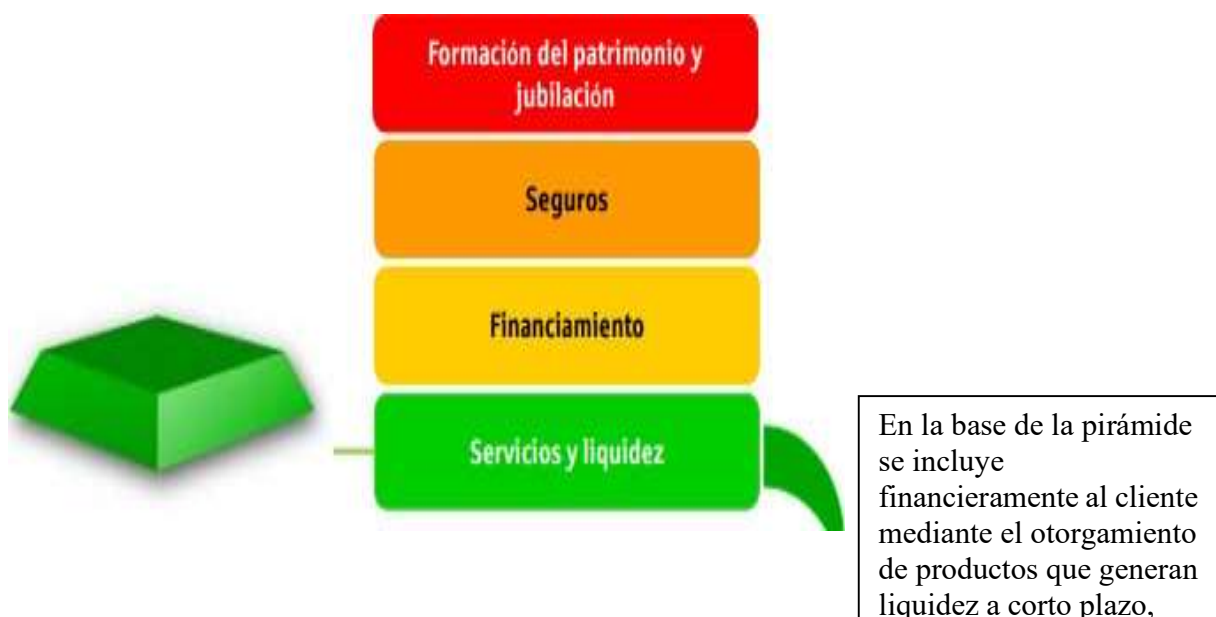 Formación del patrimonio y
jubilación
Seguros
Financiamiento
Servicios y liquidez
En la base de la pirámide
se incluye
financieramente al cliente
mediante el otorgamiento
de productos que generan
liquidez a corto plazo,